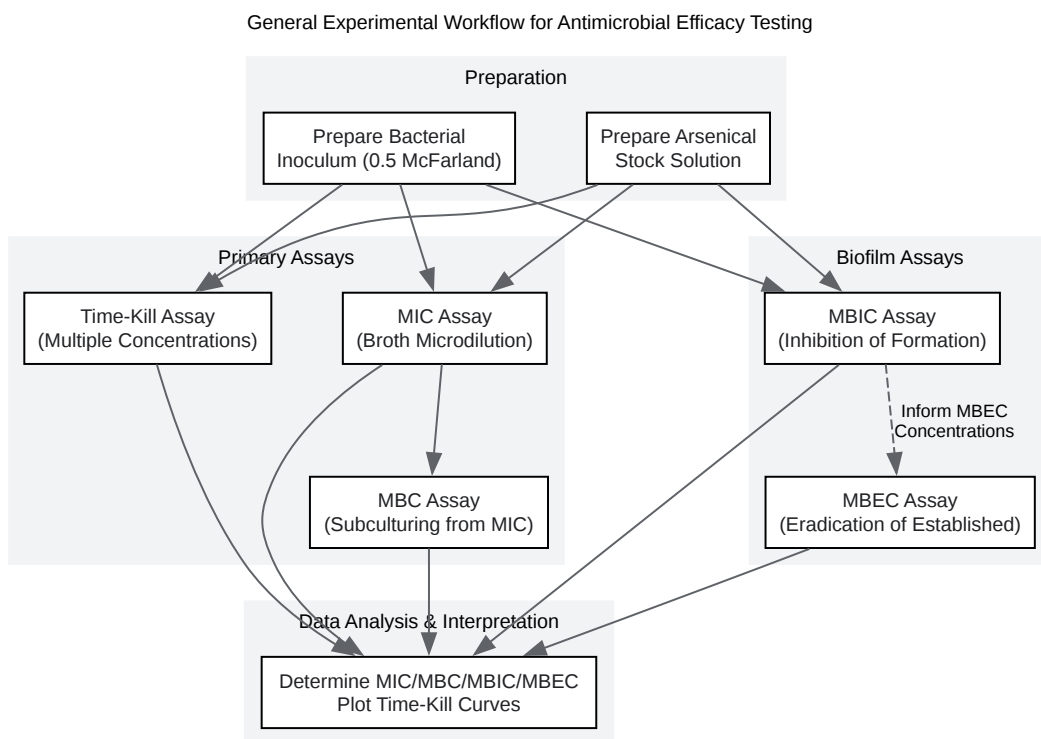 General Experimental Workflow for Antimicrobial Efficacy Testing
Preparation
Prepare Bacterial
Inoculum (0.5 McFarland)
Prepare Arsenical
Stock Solution
Primary Assays
Time-Kill Assay
(Multiple Concentrations)
MIC Assay
(Broth Microdilution)
MBC Assay
(Subculturing from MIC)
Biofilm Assays
MBIC Assay
(Inhibition of Formation)
Inform MBEC
Concentrations
MBEC Assay
(Eradication of Established)
Data Analysis & Interpretation
Determine MIC/MBC/MBIC/MBEC
Plot Time-Kill Curves